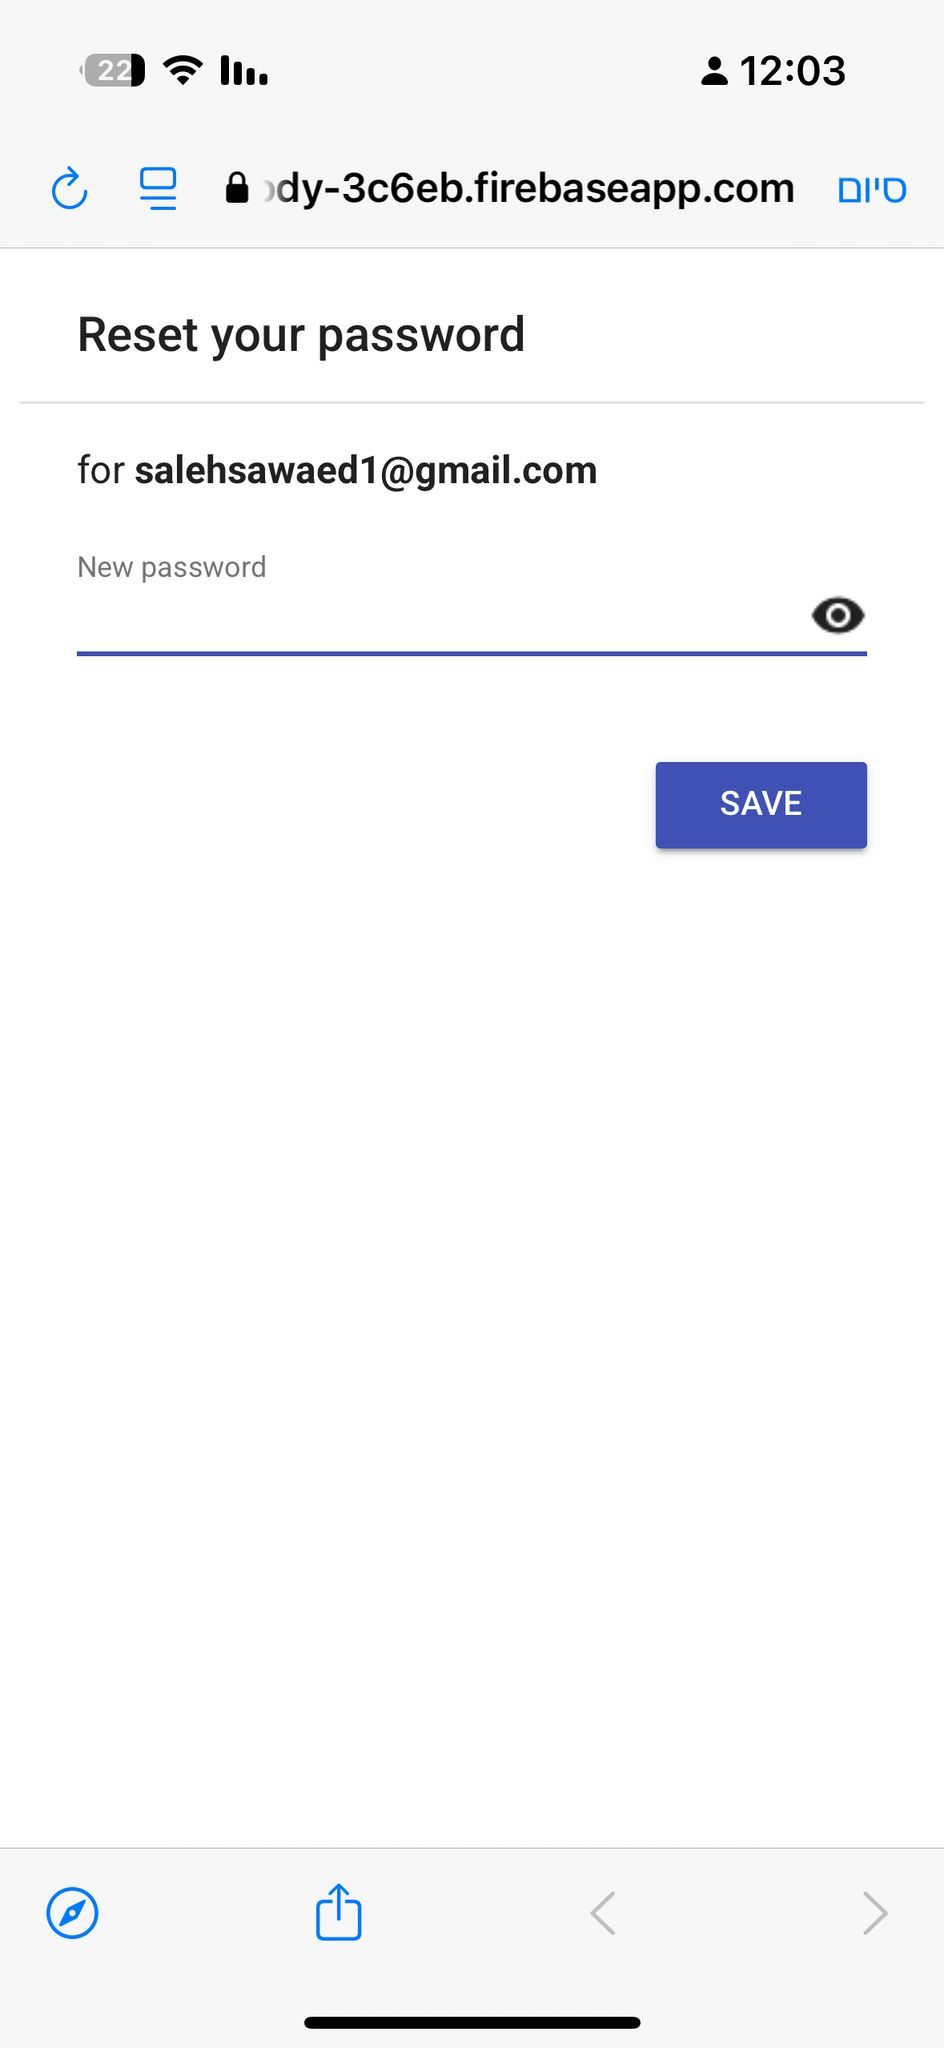 22
12:03
dy-3c6eb.firebaseapp.com
סיום
Reset your password
for salehsawaed1@gmail.com
New password
SAVE